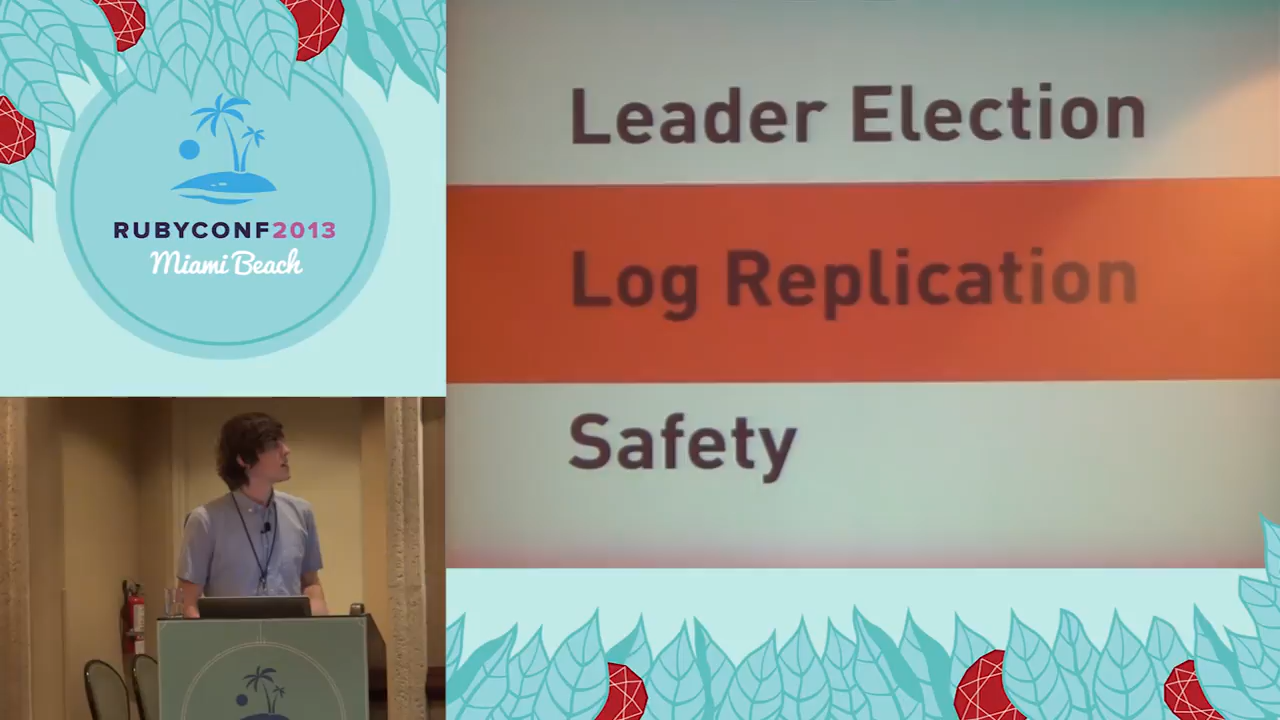 RUBYCONF2013
Miami Beach
Leader Election
Log Replication
Safety